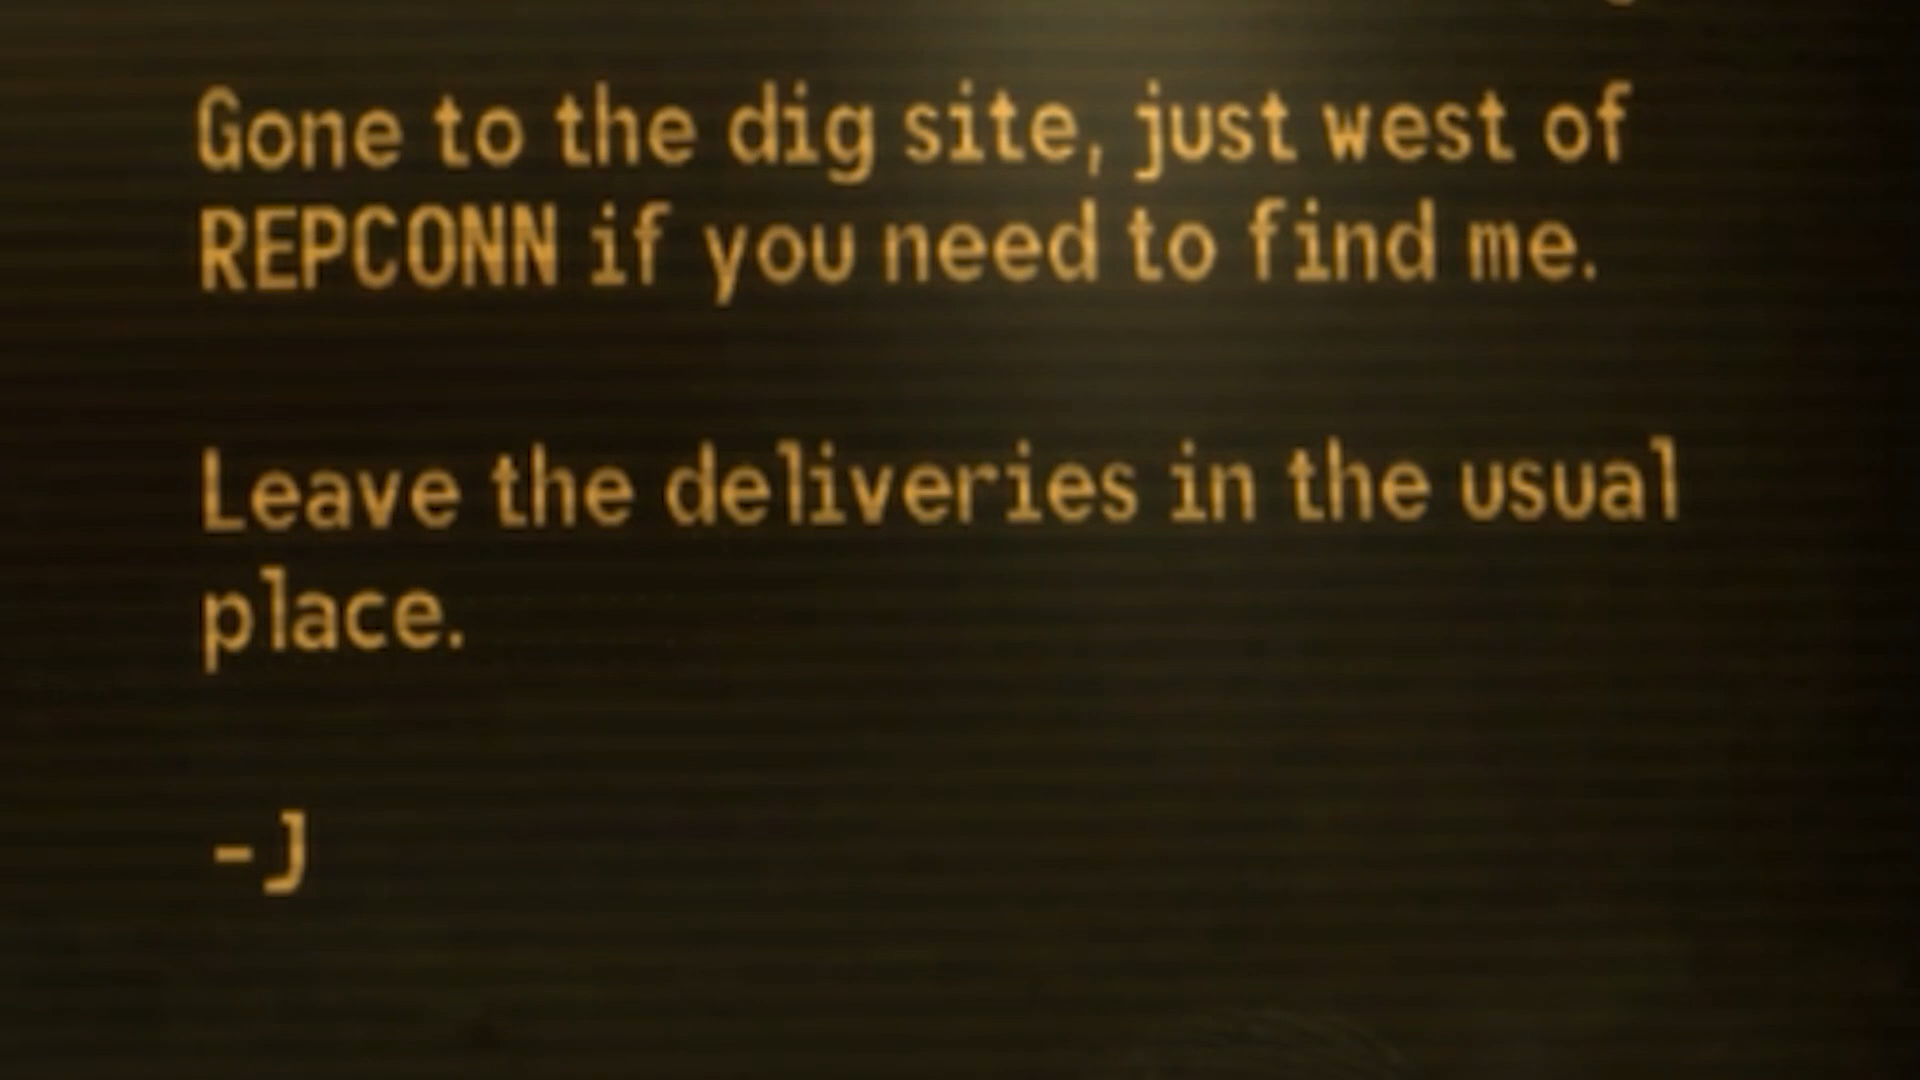 Gone to the dig site, just west of
REPCONN if you need to find me.
Leave the deliveries in the usual
place.
-J